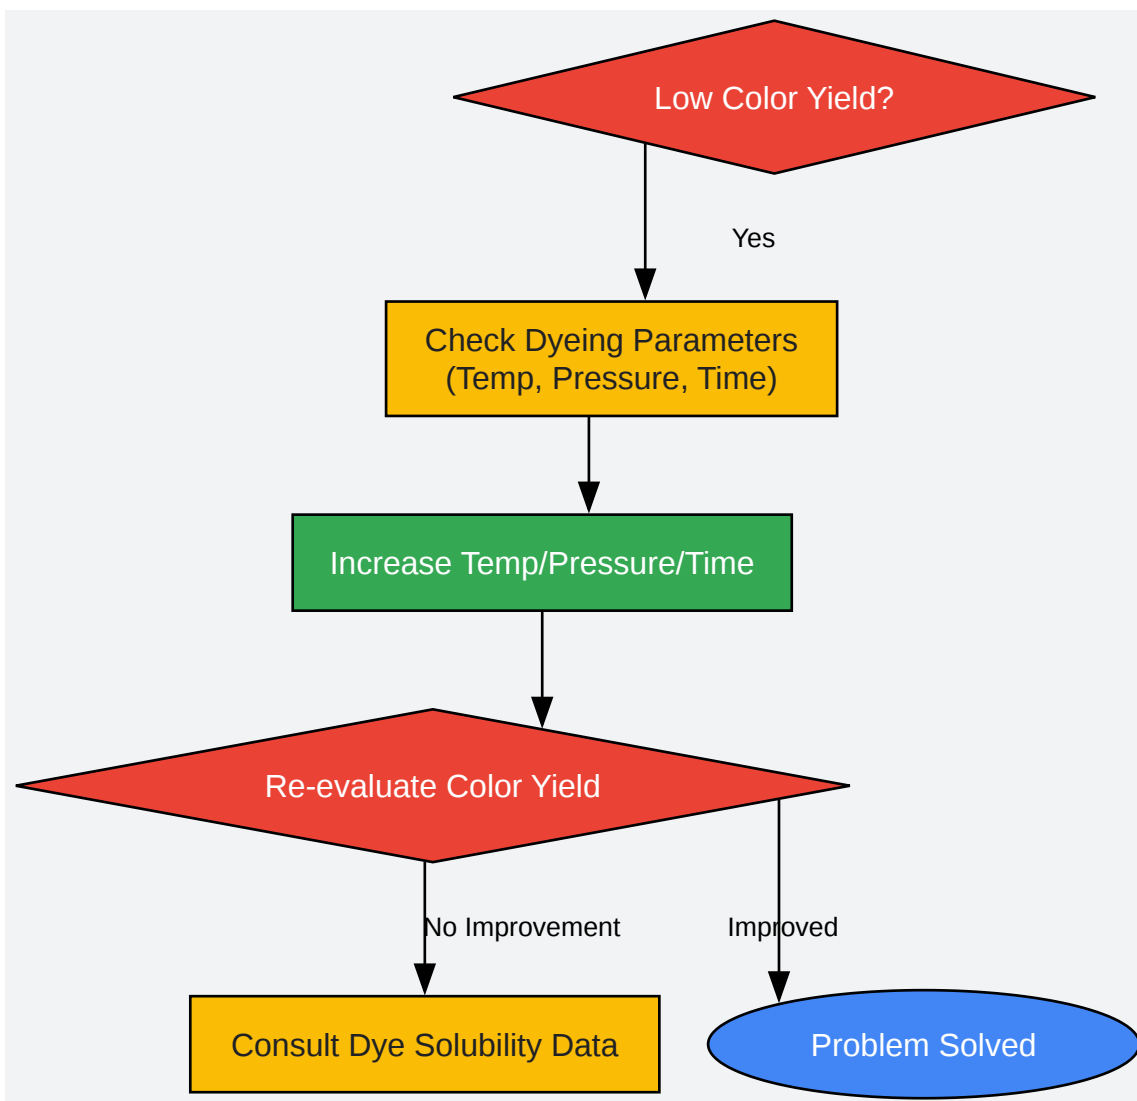 Low Color Yield?
Yes
Check Dyeing Parameters
(Temp, Pressure, Time)
Increase Temp/Pressure/Time
Re-evaluate Color Yield
No Improvement
Improved
Consult Dye Solubility Data
Problem Solved